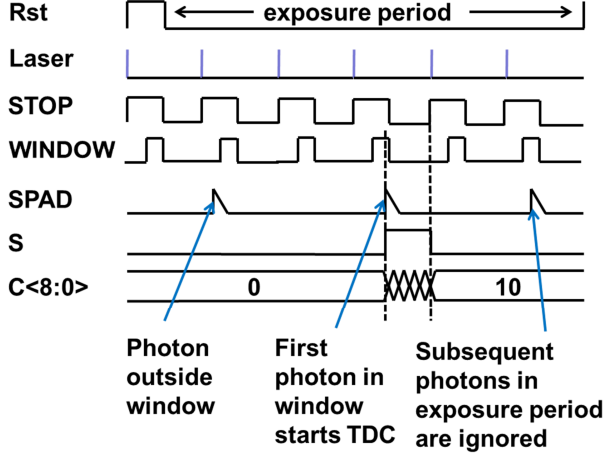 Rst
exposure period
Laser
STOP
WINDOW
SPAD
S
C<8:0>
0
10
Photon
outside
window
First
photon in
window
starts TDC
Subsequent
photons in
exposure period
are ignored